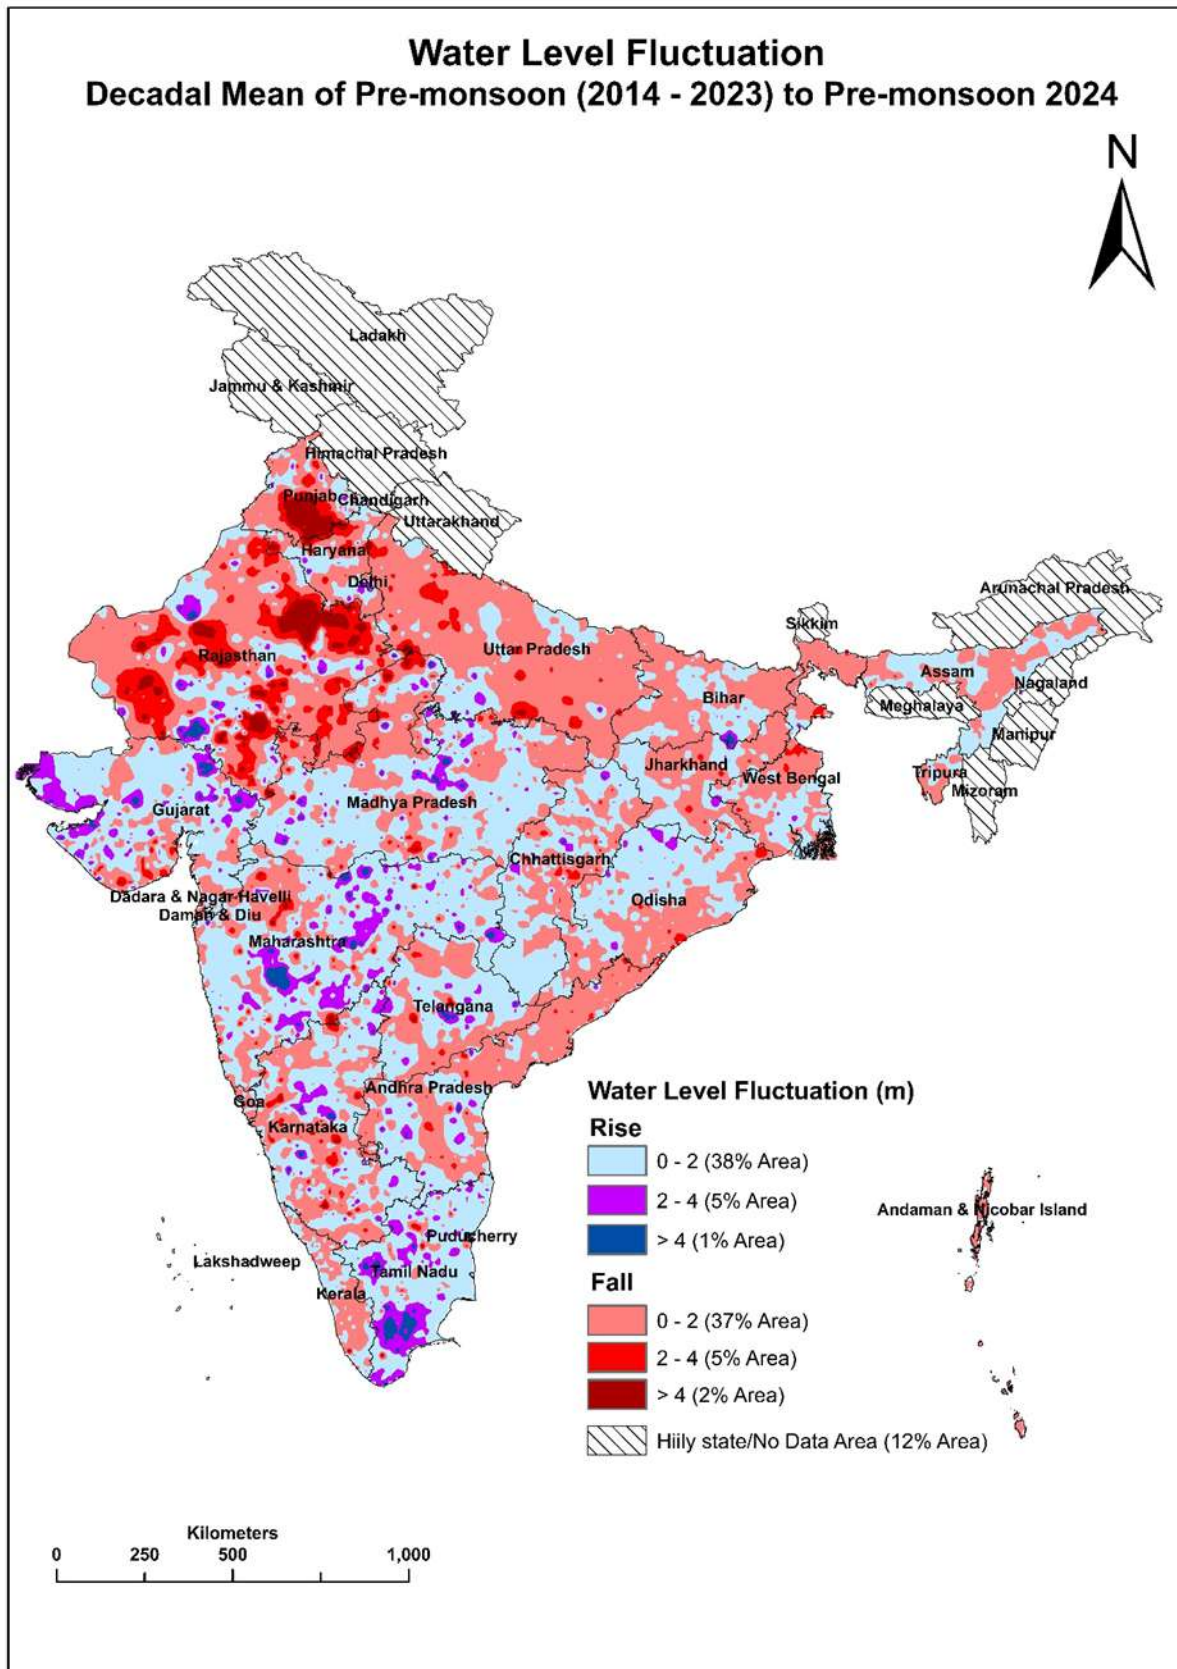 Water Level Fluctuation
Decadal Mean of Pre-monsoon (2014 - 2023) to Pre-monsoon 2024
N
Ladakh
Jammu & Kashmir
Himachal Pradesh
Punjab
Chandigarh
Uttarakhand
Haryana
Delhi
Arunachal Pradesh
Sikkim
Rajasthan
Uttar Pradesh
Assam
Nagaland
Bihar
Meghalaya
Manipur
Jharkhand
West Bengal
Tripura
Mizoram
Gujarat
Madhya Pradesh
Chhattisgarh
Dadara & Nagar Havelli
Daman & Diu
Odisha
Maharashtra
Telangana
Andhra Pradesh
Goa
Karnataka
Puducherry
Lakshadweep
Tamil Nadu
Kerala
Andaman & Nicobar Island
Water Level Fluctuation (m)
Rise
0 - 2 (38% Area)
2 - 4 (5% Area)
> 4 (1% Area)
Fall
0 - 2 (37% Area)
2 - 4 (5% Area)
> 4 (2% Area)
Hiily state/No Data Area (12% Area)
Kilometers
0 250 500 1,000